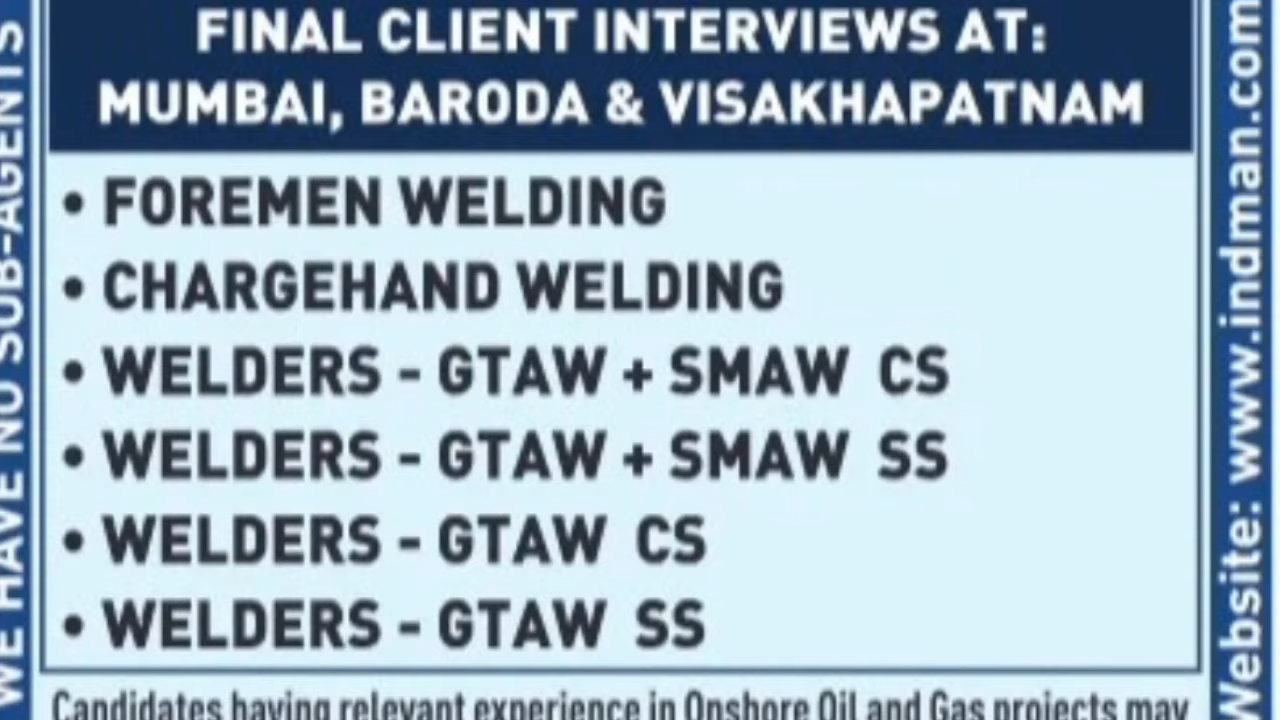 FINAL CLIENT INTERVIEWS AT:
MUMBAI, BARODA & VISAKHAPATNAM
• FOREMEN WELDING
• CHARGEHAND WELDING
• WELDERS - GTAW + SMAW CS
• WELDERS - GTAW + SMAW SS
• WELDERS - GTAW CS
• WELDERS - GTAW SS
Candidates having relevant experience in Onshore Oil and Gas projects may
WE HAVE NO SUB-AGENTS
Website: www.indman.com